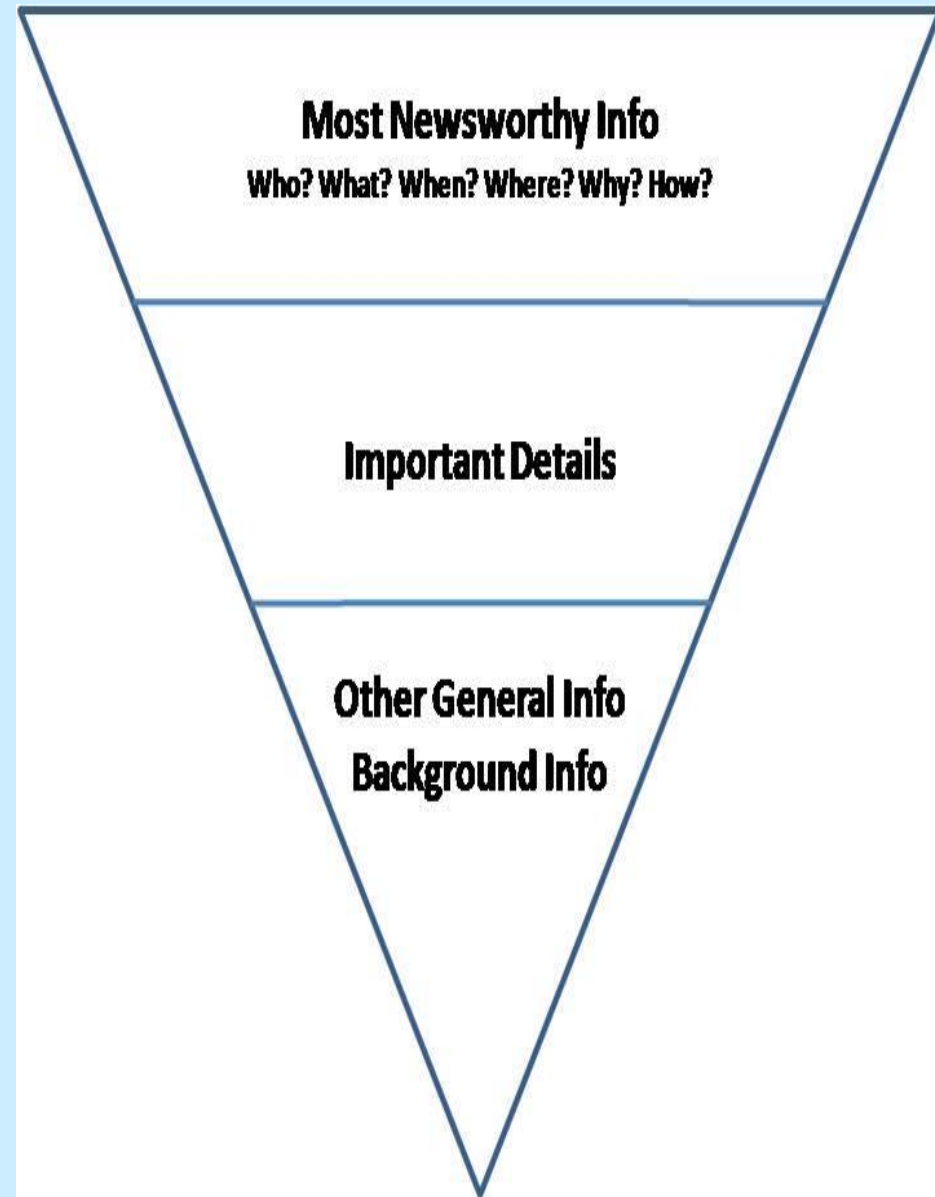 Most Newsworthy Info
Who? What? When? Where? Why? How?
Important Details
Other General Info
Background Info